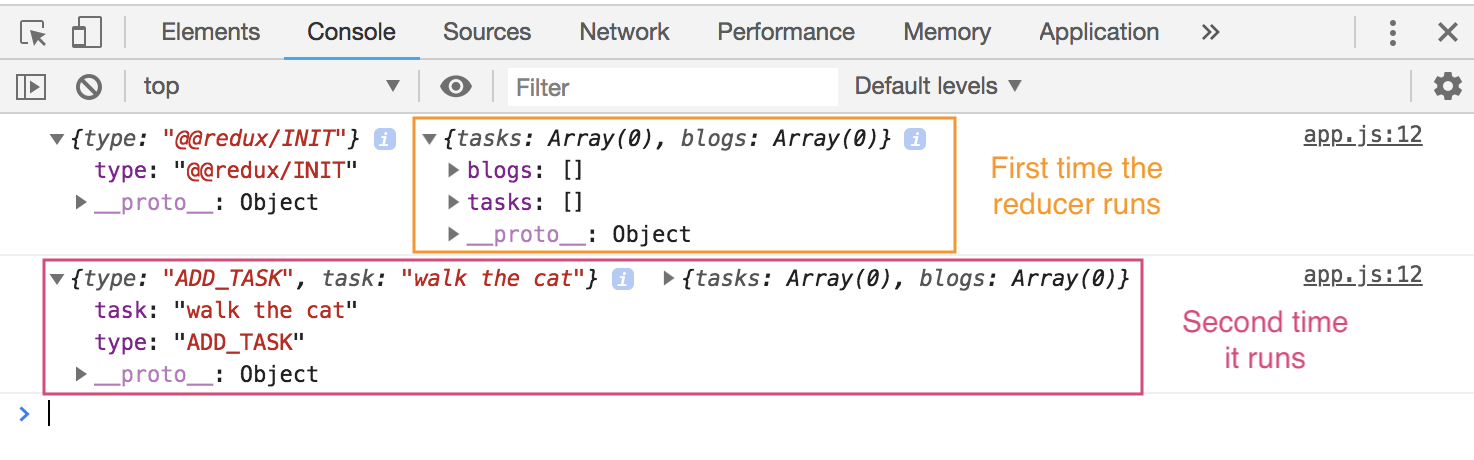 Elements Console Sources Network Performance Memory Application »
top Filter Default levels
{type: "@@redux/INIT"} i {tasks: Array(0), blogs: Array(0)} i app.js:12
type: "@@redux/INIT" blogs: []
__proto__: Object tasks: []
__proto__: Object
First time the
reducer runs
{type: "ADD_TASK", task: "walk the cat"} i {tasks: Array(0), blogs: Array(0)} app.js:12
task: "walk the cat"
type: "ADD_TASK"
__proto__: Object
Second time
it runs
>